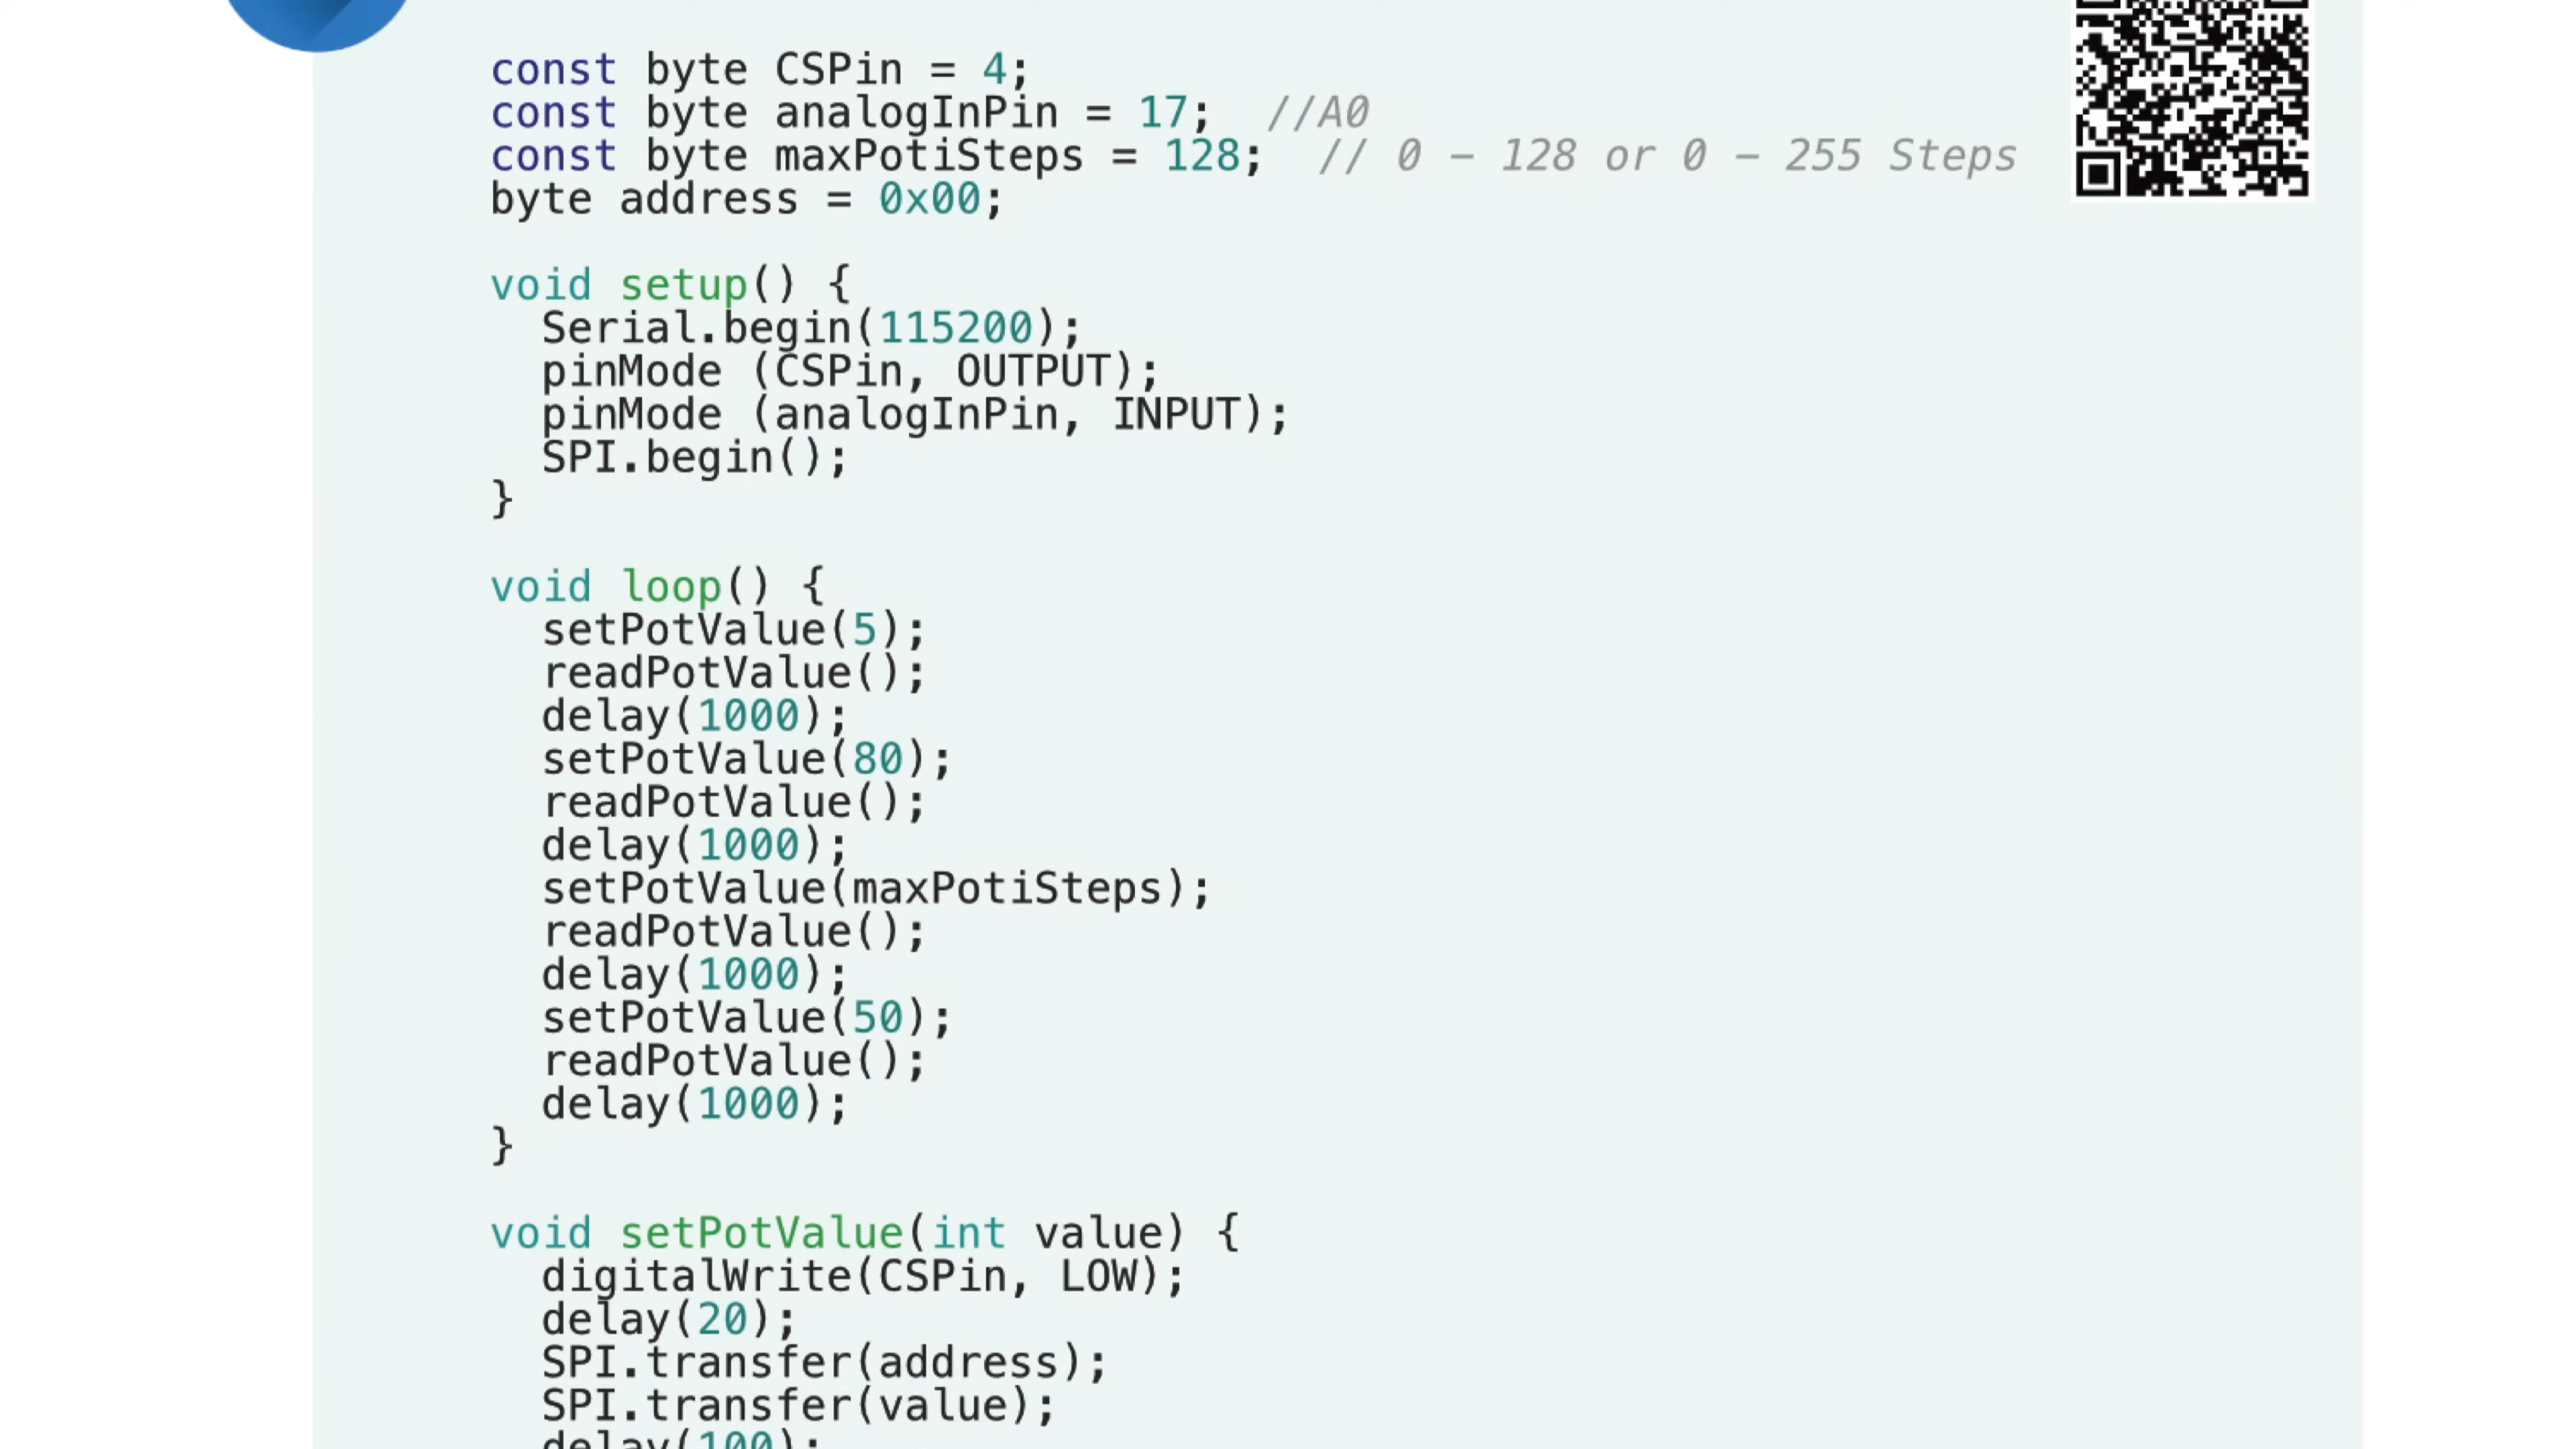 const byte CSPin = 4;
const byte analogInPin = 17;  //A0
const byte maxPotiSteps = 128;  // 0 – 128 or 0 – 255 Steps
byte address = 0x00;
void setup() {
  Serial.begin(115200);
  pinMode (CSPin, OUTPUT);
  pinMode (analogInPin, INPUT);
  SPI.begin();
}
void loop() {
  setPotValue(5);
  readPotValue();
  delay(1000);
  setPotValue(80);
  readPotValue();
  delay(1000);
  setPotValue(maxPotiSteps);
  readPotValue();
  delay(1000);
  setPotValue(50);
  readPotValue();
  delay(1000);
}
void setPotValue(int value) {
  digitalWrite(CSPin, LOW);
  delay(20);
  SPI.transfer(address);
  SPI.transfer(value);
  delay(100);